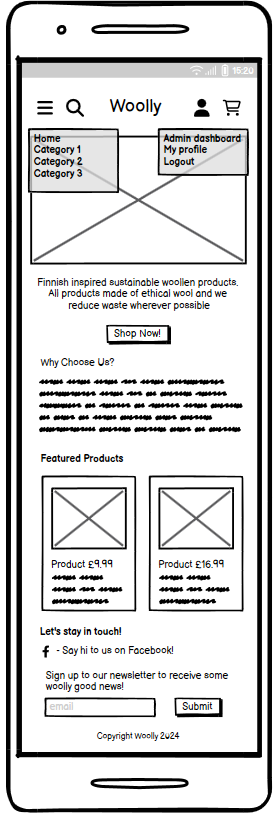 15:20
Woolly
Home
Category 1
Category 2
Category 3
Admin dashboard
My profile
Logout
Finnish inspired sustainable woollen products.
All products made of ethical wool and we
reduce waste wherever possible
Shop Now!
Why Choose Us?
Featured Products
Product £9.99
Product £16.99
Let's stay in touch!
- Say hi to us on Facebook!
Sign up to our newsletter to receive some
woolly good news!
email
Submit
Copyright Woolly 2024